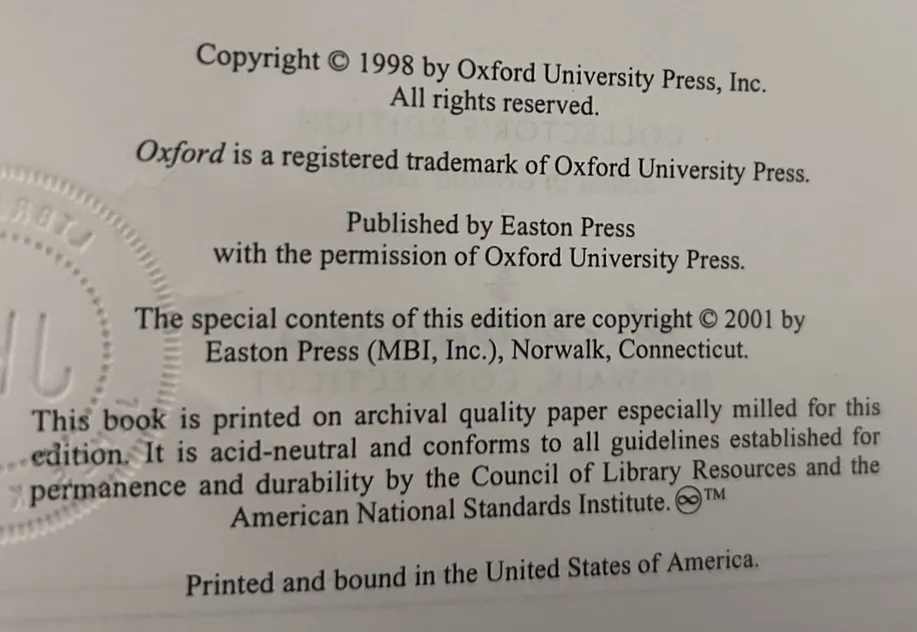 Copyright © 1998 by Oxford University Press, Inc.
All rights reserved.
Oxford is a registered trademark of Oxford University Press.
Published by Easton Press
with the permission of Oxford University Press.
The special contents of this edition are copyright © 2001 by
Easton Press (MBI, Inc.), Norwalk, Connecticut.
This book is printed on archival quality paper especially milled for this
edition. It is acid-neutral and conforms to all guidelines established for
permanence and durability by the Council of Library Resources and the
American National Standards Institute. ♾™
Printed and bound in the United States of America.